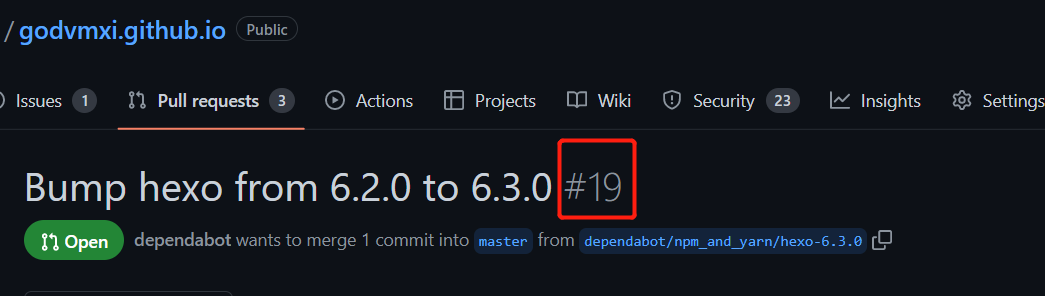 / godvmxi.github.io Public
Issues 1 Pull requests 3 Actions Projects Wiki Security 23 Insights Settings
Bump hexo from 6.2.0 to 6.3.0 #19
Open dependabot wants to merge 1 commit into master from dependabot/npm_and_yarn/hexo-6.3.0